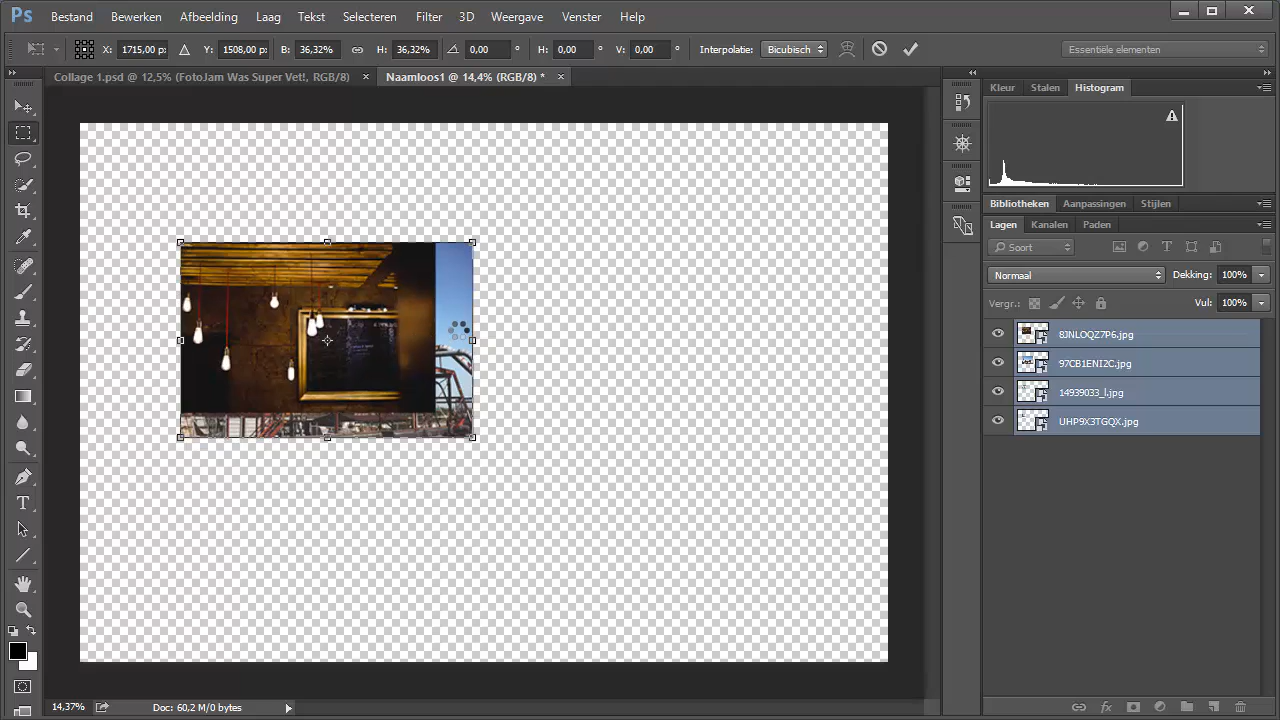 Ps Bestand Bewerken Afbeelding Laag Tekst Selecteren Filter 3D Weergave Venster Help
X: 1715,00 px Y: 1508,00 px B: 36,32% H: 36,32% 0,00 ° H: 0,00 ° V: 0,00 ° Interpolatie: Bicubisch Essentiële elementen
Collage 1.psd @ 12,5% (FotoJam Was Super Vet!, RGB/8) × Naamloos1 @ 14,4% (RGB/8) * ×
Kleur Stalen Histogram
Bibliotheken Aanpassingen Stijlen
Lagen Kanalen Paden
Soort
Normaal Dekking: 100%
Vergr.: Vul: 100%
8JNLOQZ7P6.jpg
97CB1ENI2C.jpg
14939033_l.jpg
UHP9X3TGQX.jpg
14,37% Doc: 60,2 M/0 bytes